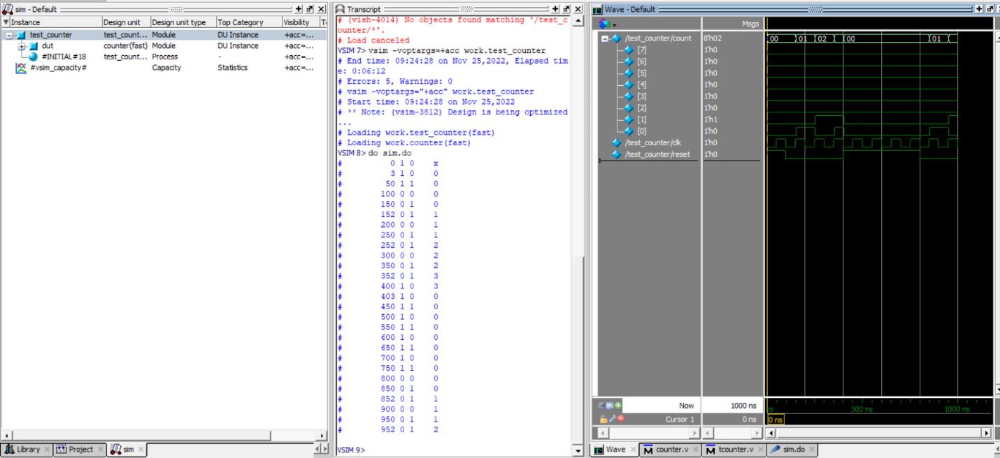 sim - Default
Instance Design unit Design unit type Top Category Visibility
test_counter test_count... Module DU Instance +acc=...
dut counter(fast) Module DU Instance +acc=...
#INITIAL#18 test_count... Process - +acc=...
#vsim_capacity# Capacity Statistics +acc=...
Library Project sim
Transcript
# (vish-4014) No objects found matching '/test_c
ounter/*'.
# Load canceled
VSIM 7> vsim -voptargs=+acc work.test_counter
# End time: 09:24:28 on Nov 25,2022, Elapsed tim
e: 0:06:12
# Errors: 5, Warnings: 0
# vsim -voptargs="+acc" work.test_counter
# Start time: 09:24:28 on Nov 25,2022
# ** Note: (vsim-3812) Design is being optimized
...
# Loading work.test_counter(fast)
# Loading work.counter(fast)
VSIM 8> do sim.do
# 0 1 0 x
# 3 1 0 0
# 50 1 1 0
# 100 0 0 0
# 150 0 1 0
# 152 0 1 1
# 200 0 0 1
# 250 0 1 1
# 252 0 1 2
# 300 0 0 2
# 350 0 1 2
# 352 0 1 3
# 400 1 0 3
# 403 1 0 0
# 450 1 1 0
# 500 1 0 0
# 550 1 1 0
# 600 1 0 0
# 650 1 1 0
# 700 1 0 0
# 750 1 1 0
# 800 0 0 0
# 850 0 1 0
# 852 0 1 1
# 900 0 0 1
# 950 0 1 1
# 952 0 1 2
VSIM 9>
Wave - Default
Msgs
/test_counter/count 8'h02 00 01 02 00 01
[7] 1'h0
[6] 1'h0
[5] 1'h0
[4] 1'h0
[3] 1'h0
[2] 1'h0
[1] 1'h1
[0] 1'h0
/test_counter/clk 1'h0
/test_counter/reset 1'h0
Now 1000 ns ns 500 ns 1000 ns
Cursor 1 0 ns 0 ns
Wave counter.v tcounter.v sim.do